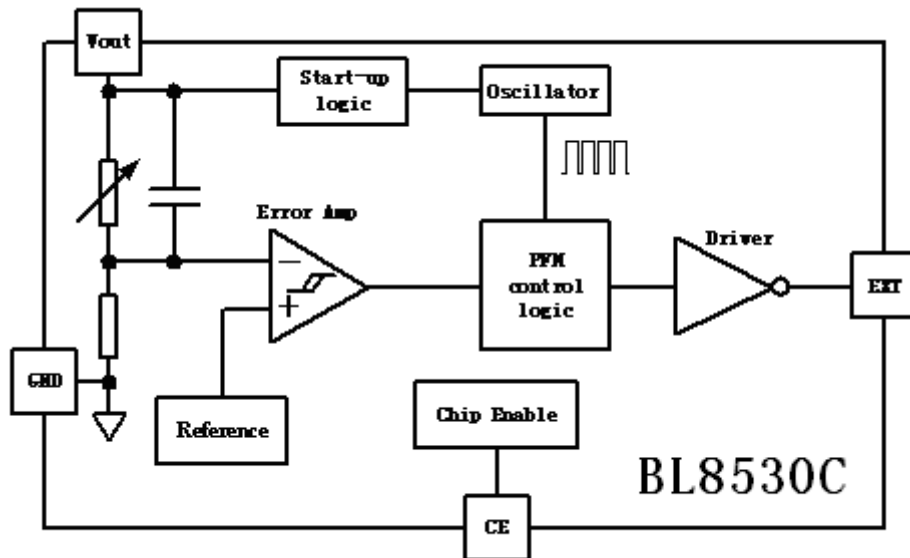 Vout
Start-up
logic
Oscillator
Error Amp
−
+
PFM
control
logic
Driver
EXT
GND
Reference
Chip Enable
CE
BL8530C